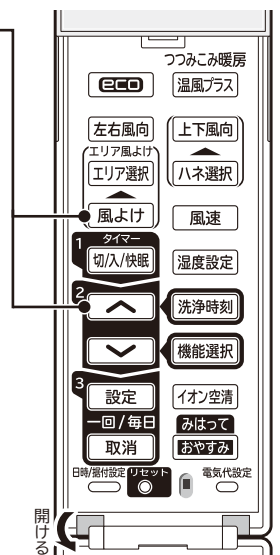 つつみこみ暖房
eco 温風プラス
左右風向 上下風向
エリア風よけ
エリア選択 ハネ選択
風よけ 風速
1 タイマー
切/入/快眠 湿度設定
2
洗浄時刻
機能選択
3
設定 イオン空清
一回/毎日 みはって
取消 おやすみ
日時/据付設定 リセット 電気代設定
開ける